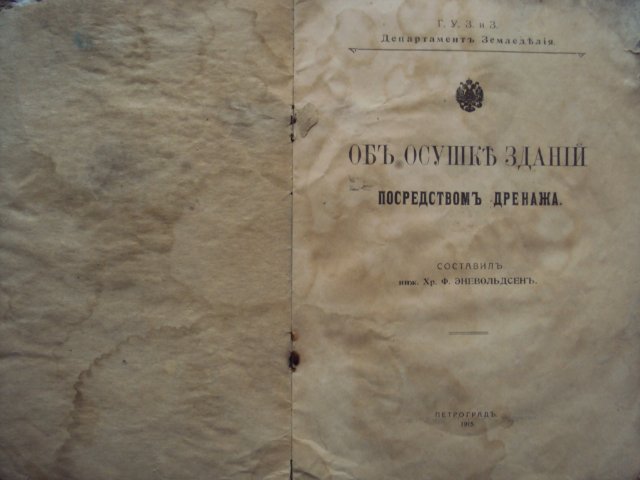 Г. У. З. и З.
Департаментъ Земледѣлія.
ОБЪ ОСУШКѢ ЗДАНІЙ
ПОСРЕДСТВОМЪ ДРЕНАЖА.
СОСТАВИЛЪ
инж. Хр. Ф. ЭНЕВОЛЬДСЕНЪ.
ПЕТРОГРАДЪ.
1915